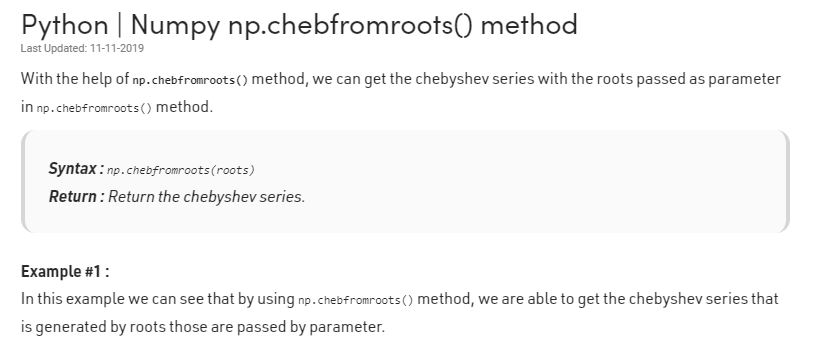 Python | Numpy np.chebfromroots() method
Last Updated: 11-11-2019
With the help of np.chebfromroots() method, we can get the chebyshev series with the roots passed as parameter
in np.chebfromroots() method.
Syntax : np.chebfromroots(roots)
Return : Return the chebyshev series.
Example #1 :
In this example we can see that by using np.chebfromroots() method, we are able to get the chebyshev series that
is generated by roots those are passed by parameter.